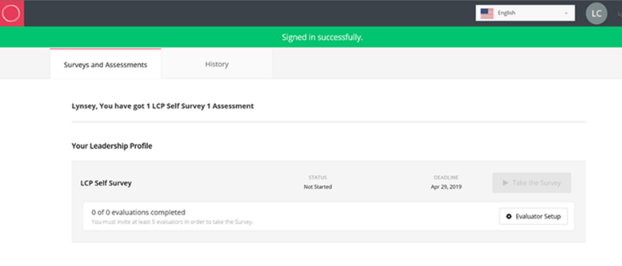 English
LC
Signed in successfully.
Surveys and Assessments
History
Lynsey, You have got 1 LCP Self Survey 1 Assessment
Your Leadership Profile
LCP Self Survey
STATUS
Not Started
DEADLINE
Apr 29, 2019
Take the Survey
0 of 0 evaluations completed
You must invite at least 5 evaluators in order to take the Survey.
Evaluator Setup